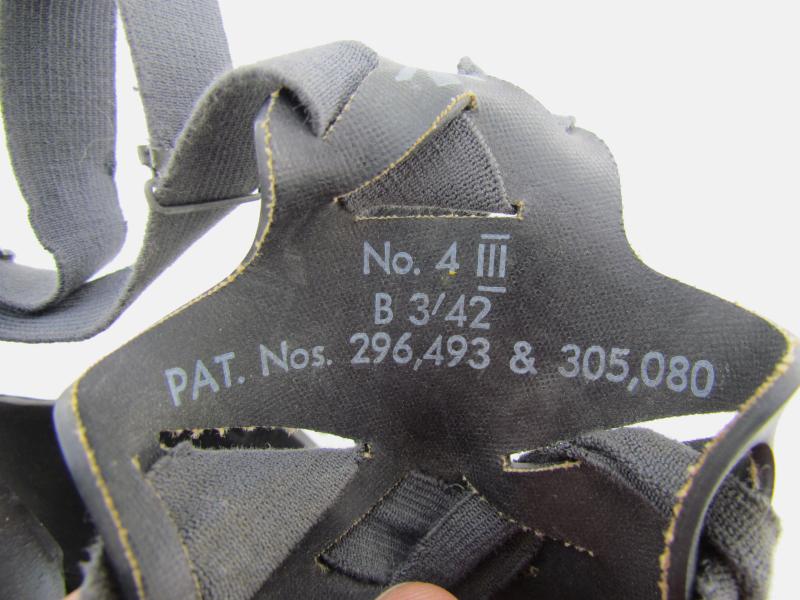 No. 4 III
B 3/42
PAT. Nos. 296,493 & 305,080